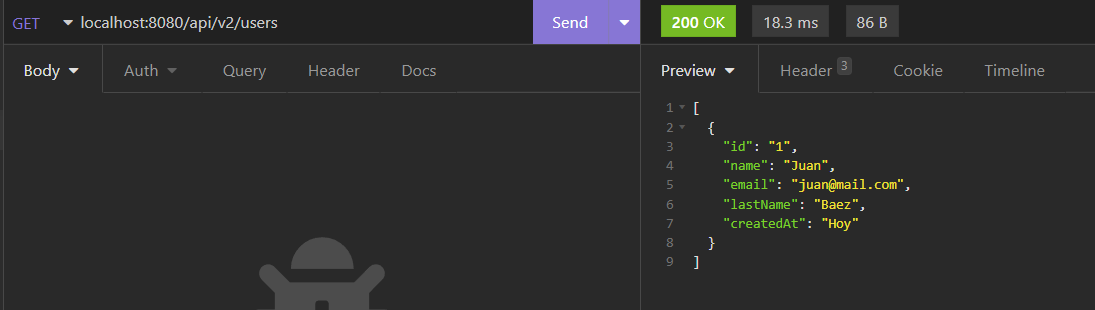 GET localhost:8080/api/v2/users Send 200 OK 18.3 ms 86 B
Body Auth Query Header Docs Preview Header 3 Cookie Timeline
1 [
2 {
3 "id": "1",
4 "name": "Juan",
5 "email": "juan@mail.com",
6 "lastName": "Baez",
7 "createdAt": "Hoy"
8 }
9 ]